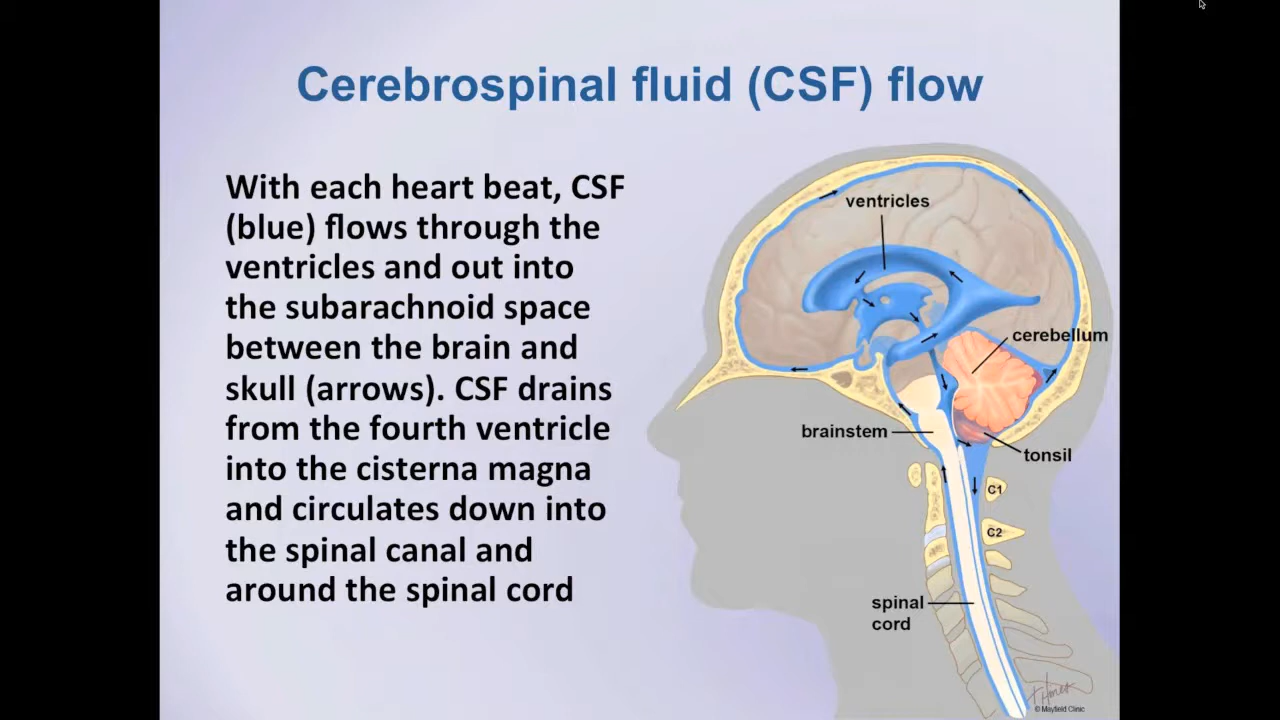 Cerebrospinal fluid (CSF) flow
With each heart beat, CSF
(blue) flows through the
ventricles and out into
the subarachnoid space
between the brain and
skull (arrows). CSF drains
from the fourth ventricle
into the cisterna magna
and circulates down into
the spinal canal and
around the spinal cord
ventricles
cerebellum
brainstem
tonsil
C1
C2
spinal
cord
© Mayfield Clinic